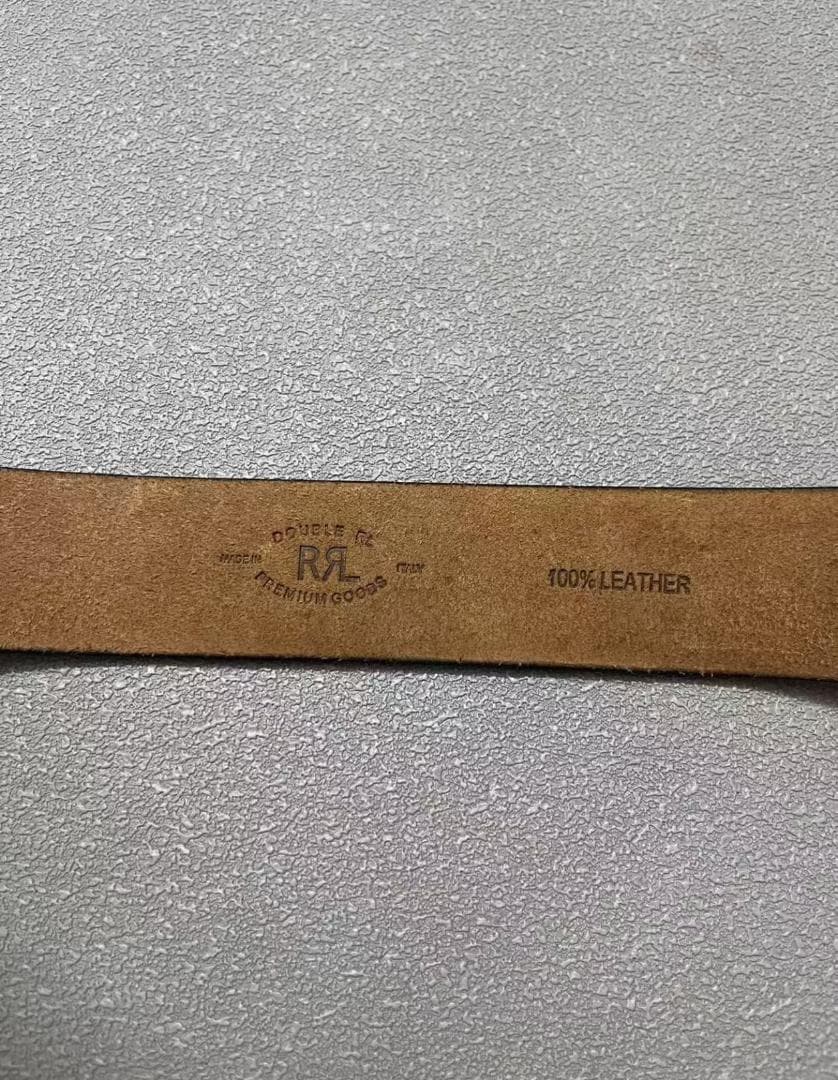 DOUBLE RL
MADE IN RRL ITALY
PREMIUM GOODS
100% LEATHER